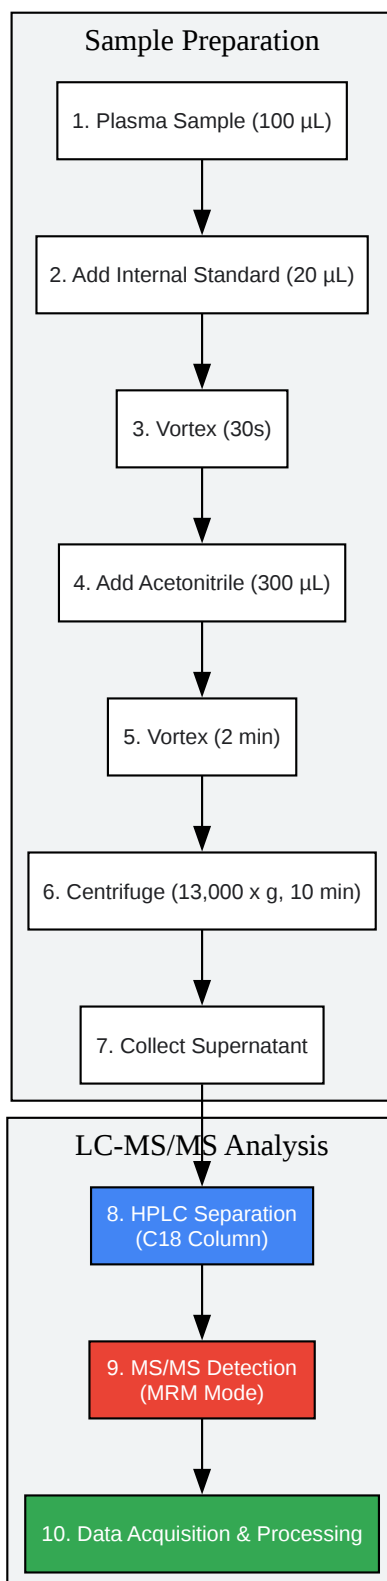 Sample Preparation
1. Plasma Sample (100 µL)
2. Add Internal Standard (20 µL)
3. Vortex (30s)
4. Add Acetonitrile (300 µL)
5. Vortex (2 min)
6. Centrifuge (13,000 x g, 10 min)
7. Collect Supernatant
LC-MS/MS Analysis
8. HPLC Separation
(C18 Column)
9. MS/MS Detection
(MRM Mode)
10. Data Acquisition & Processing